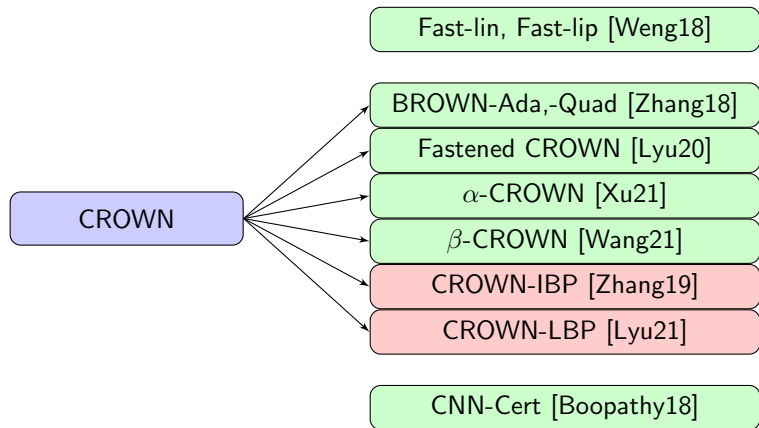 Fast-lin, Fast-lip [Weng18]
BROWN-Ada,-Quad [Zhang18]
Fastened CROWN [Lyu20]
α-CROWN [Xu21]
CROWN
β-CROWN [Wang21]
CROWN-IBP [Zhang19]
CROWN-LBP [Lyu21]
CNN-Cert [Boopathy18]